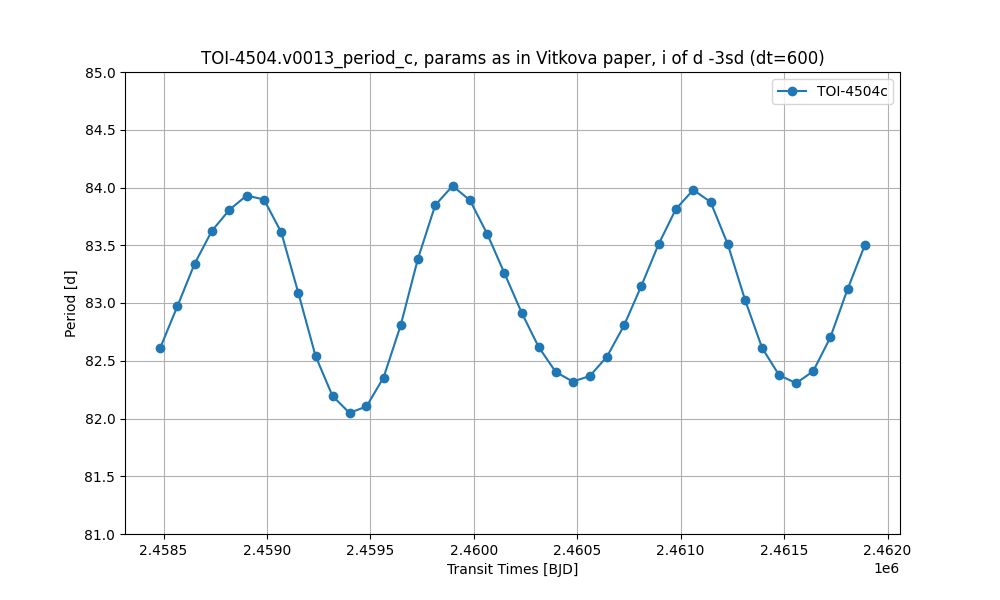 TOI-4504.v0013_period_c, params as in Vitkova paper, i of d -3sd (dt=600)
TOI-4504c
85.0
84.5
84.0
83.5
83.0
82.5
82.0
81.5
81.0
Period [d]
2.4585 2.4590 2.4595 2.4600 2.4605 2.4610 2.4615 2.4620
1e6
Transit Times [BJD]